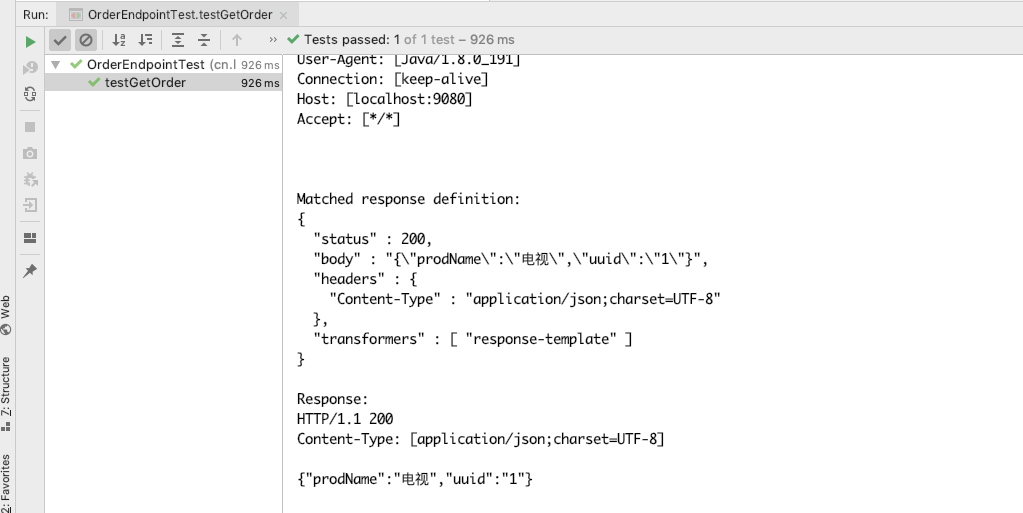 Run: OrderEndpointTest.testGetOrder ×
» Tests passed: 1 of 1 test – 926 ms
OrderEndpointTest (cn.l 926 ms
testGetOrder 926 ms
User-Agent: [Java/1.8.0_191]
Connection: [keep-alive]
Host: [localhost:9080]
Accept: [*/*]
Matched response definition:
{
"status" : 200,
"body" : "{\"prodName\":\"电视\",\"uuid\":\"1\"}",
"headers" : {
"Content-Type" : "application/json;charset=UTF-8"
},
"transformers" : [ "response-template" ]
}
Response:
HTTP/1.1 200
Content-Type: [application/json;charset=UTF-8]
{"prodName":"电视","uuid":"1"}
Web
7: Structure
2: Favorites